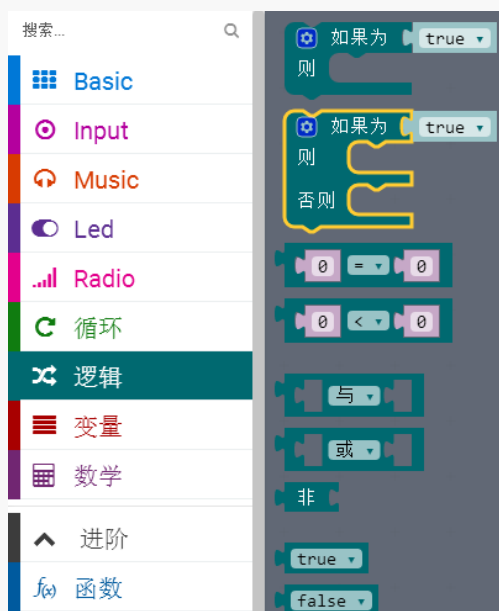 搜索...
Basic
Input
Music
Led
Radio
循环
逻辑
变量
数学
进阶
f(x) 函数
如果为 true
则
如果为 true
则
否则
0 = 0
0 < 0
与
或
非
true
false